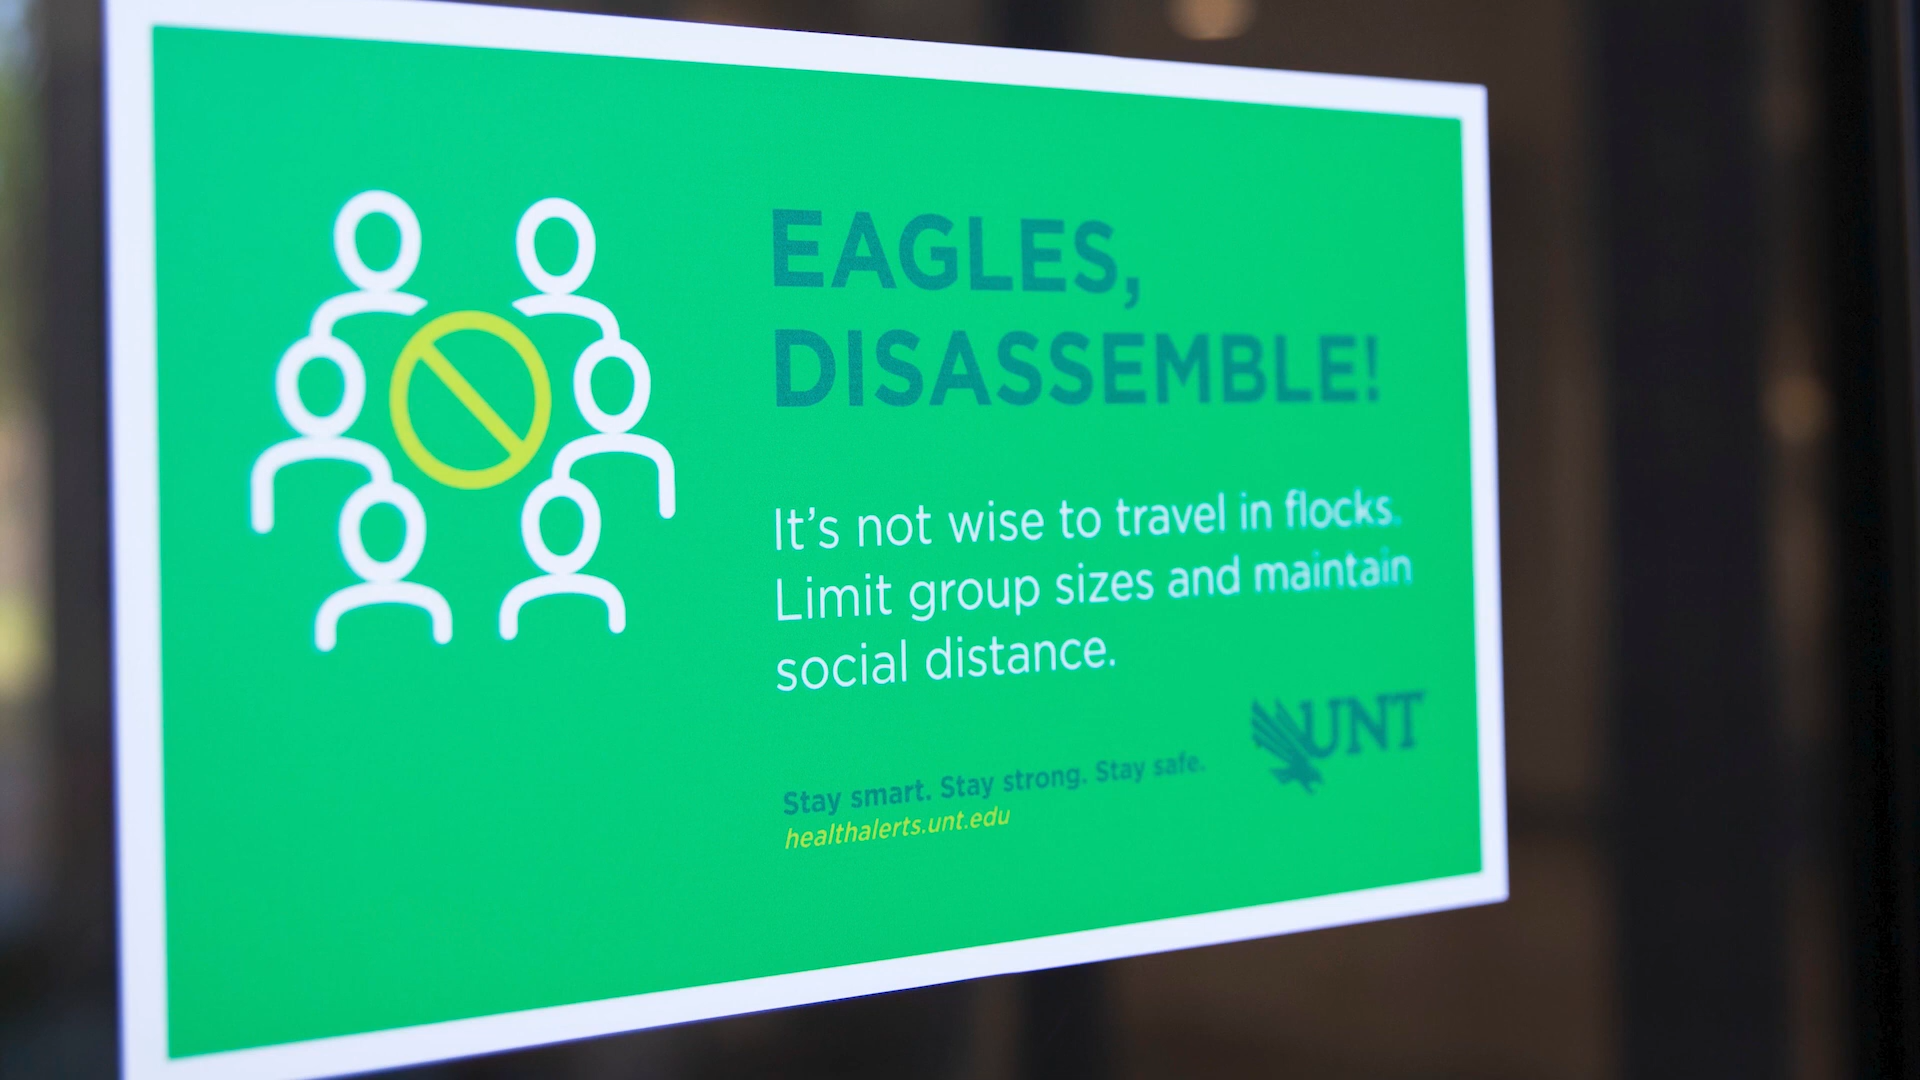 EAGLES,
DISASSEMBLE!
It's not wise to travel in flocks.
Limit group sizes and maintain
social distance.
Stay smart. Stay strong. Stay safe.
healthalerts.unt.edu
UNT